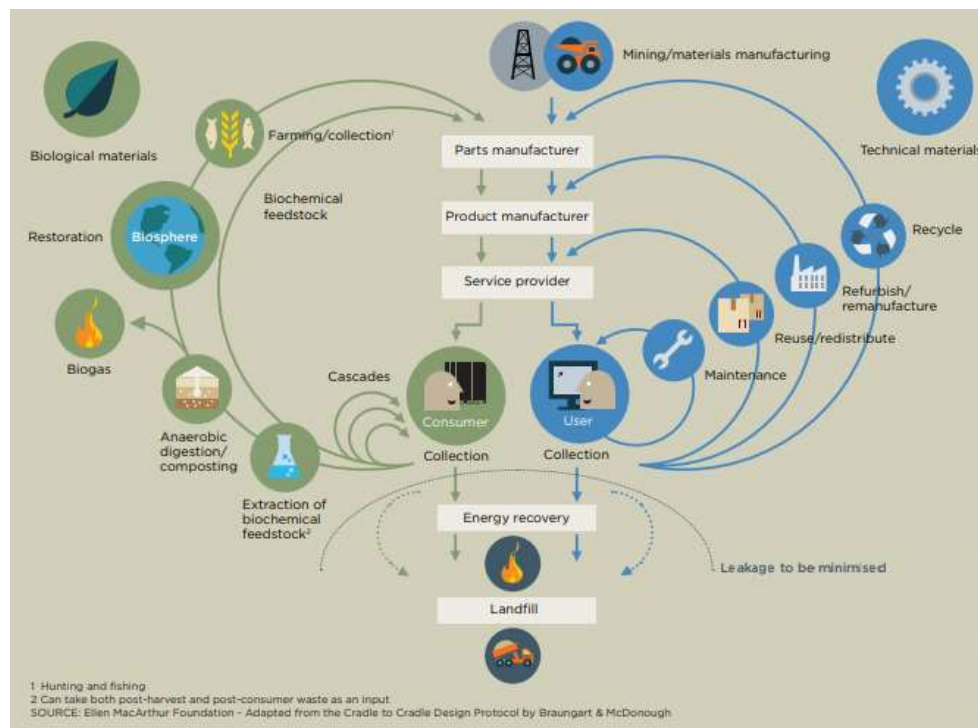 Mining/materials manufacturing
Biological materials
Technical materials
Farming/collection¹
Parts manufacturer
Biochemical
feedstock
Product manufacturer
Recycle
Restoration
Biosphere
Service provider
Refurbish/
remanufacture
Reuse/redistribute
Biogas
Cascades
Maintenance
Consumer
User
Anaerobic
digestion/
composting
Collection
Collection
Extraction of
biochemical
feedstock²
Energy recovery
Leakage to be minimised
Landfill
1 Hunting and fishing
2 Can take both post-harvest and post-consumer waste as an input
SOURCE: Ellen MacArthur Foundation – Adapted from the Cradle to Cradle Design Protocol by Braungart & McDonough